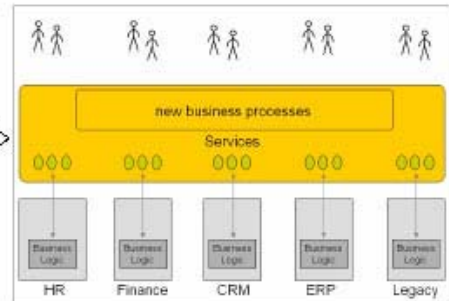 new business processes
Services
Business Logic
Business Logic
Business Logic
Business Logic
Business Logic
HR Finance CRM ERP Legacy